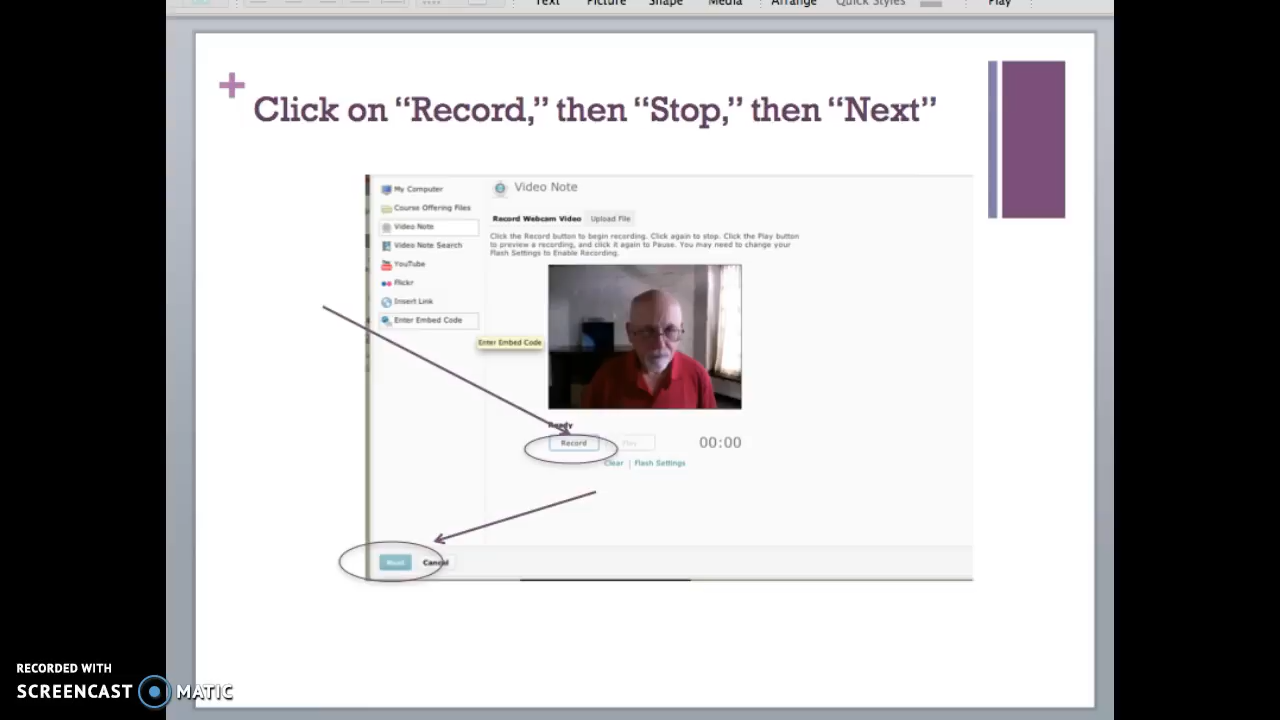 Text Picture Shape Media Arrange Quick Styles Play
+
Click on “Record,” then “Stop,” then “Next”
My Computer
Course Offering Files
Video Note
Video Note Search
YouTube
Flickr
Insert Link
Enter Embed Code
Enter Embed Code
Video Note
Record Webcam Video Upload File
Click the Record button to begin recording. Click again to stop. Click the Play button
to preview a recording, and click it again to Pause. You may need to change your
Flash Settings to Enable Recording.
Ready
Record Play 00:00
Clear | Flash Settings
Next Cancel
RECORDED WITH
SCREENCAST MATIC